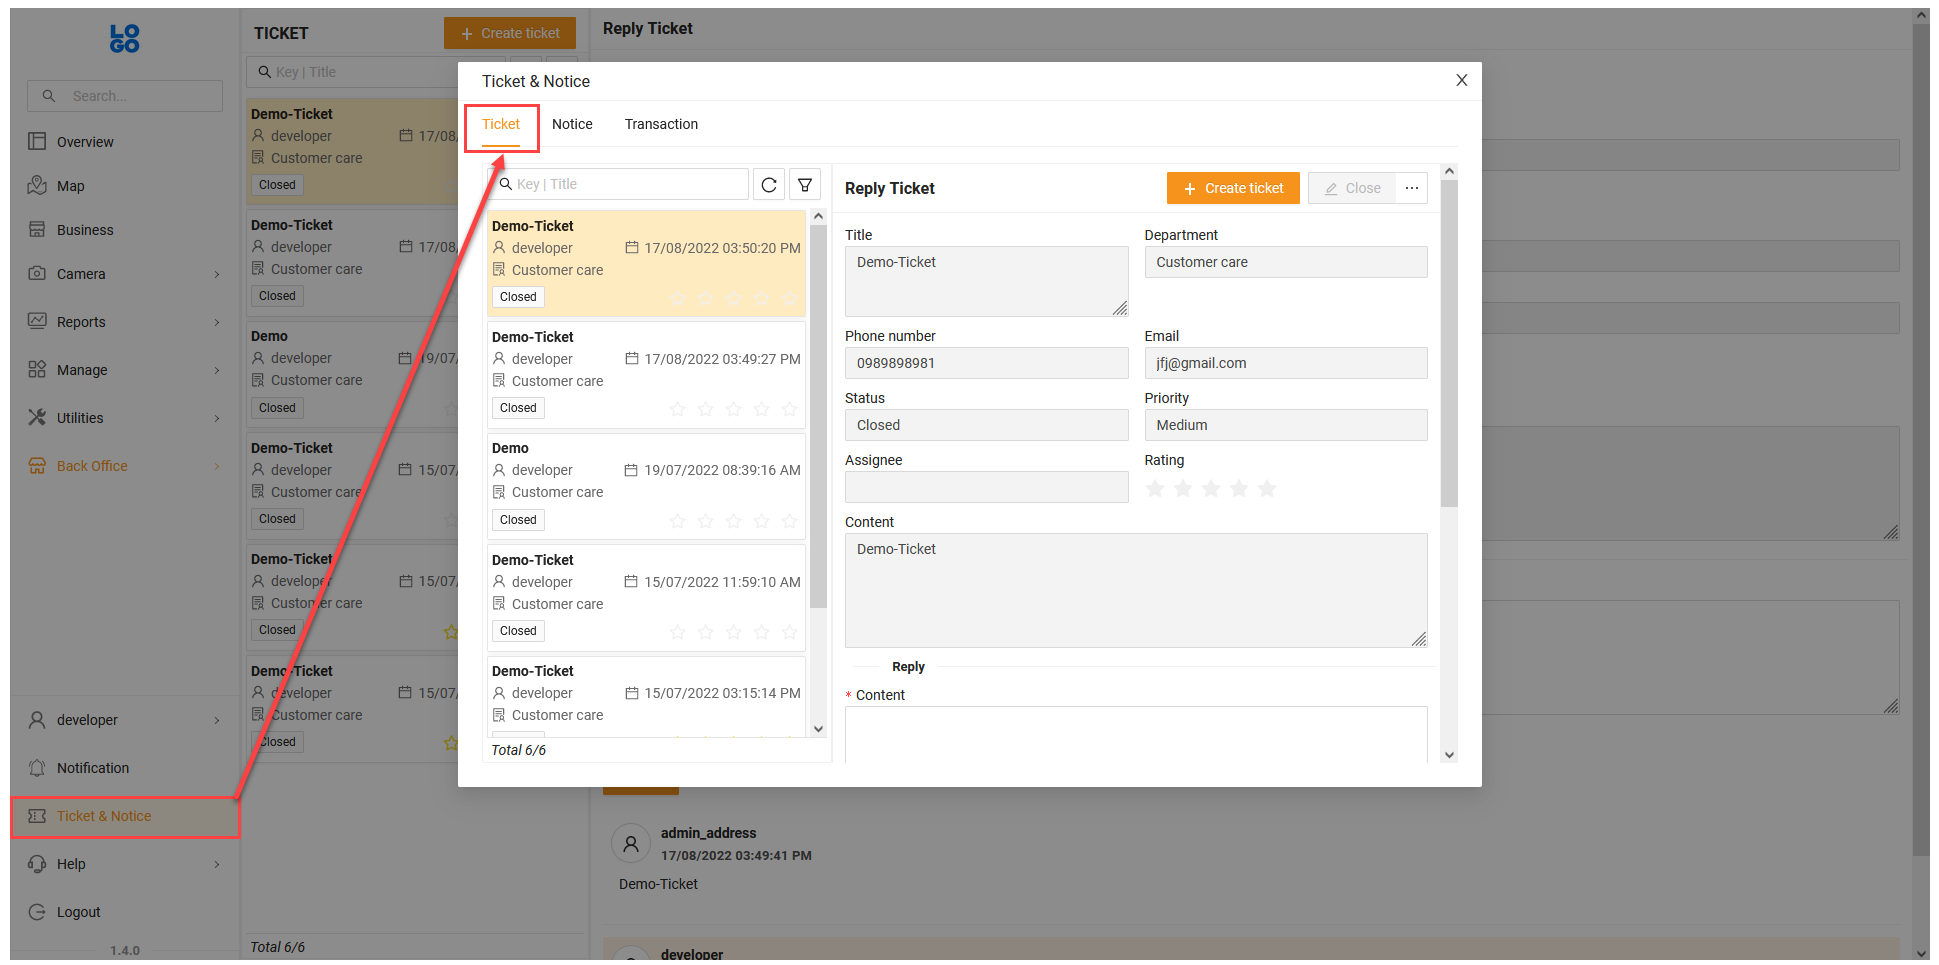 LO
GO
Search...
Overview
Map
Business
Camera
Reports
Manage
Utilities
Back Office
developer
Notification
Ticket & Notice
Help
Logout
1.4.0
TICKET
+ Create ticket
Key | Title
Demo-Ticket
developer 17/08/
Customer care
Closed
Demo-Ticket
developer 17/08/
Customer care
Closed
Demo
developer 19/07/
Customer care
Closed
Demo-Ticket
developer 15/07/
Customer care
Closed
Demo-Ticket
developer 15/07/
Customer care
Closed
Demo-Ticket
developer 15/07/
Customer care
Closed
Total 6/6
Reply Ticket
Ticket & Notice
X
Ticket Notice Transaction
Key | Title
Demo-Ticket
developer 17/08/2022 03:50:20 PM
Customer care
Closed
Demo-Ticket
developer 17/08/2022 03:49:27 PM
Customer care
Closed
Demo
developer 19/07/2022 08:39:16 AM
Customer care
Closed
Demo-Ticket
developer 15/07/2022 11:59:10 AM
Customer care
Closed
Demo-Ticket
developer 15/07/2022 03:15:14 PM
Customer care
Total 6/6
Reply Ticket
+ Create ticket
Close
...
Title Department
Demo-Ticket Customer care
Phone number Email
0989898981 jfj@gmail.com
Status Priority
Closed Medium
Assignee Rating
Content
Demo-Ticket
Reply
* Content
admin_address
17/08/2022 03:49:41 PM
Demo-Ticket
developer